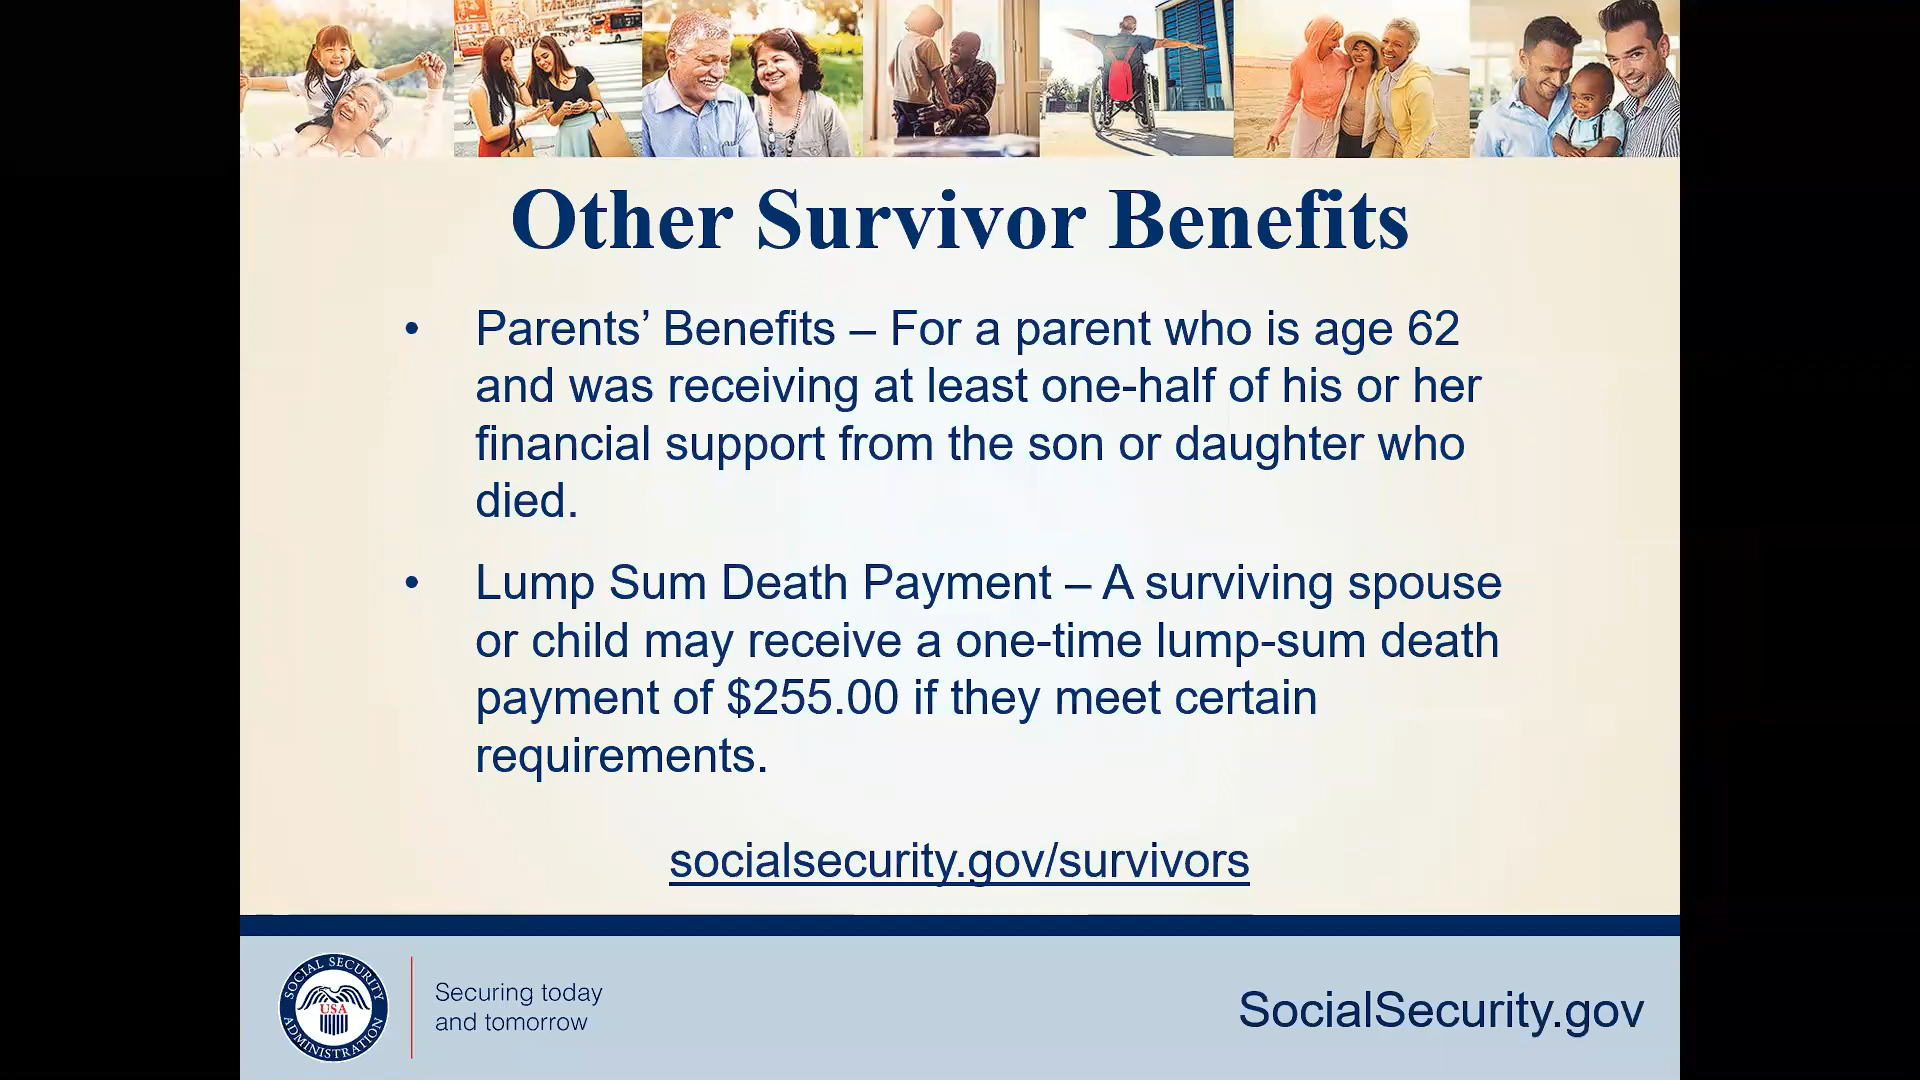 Other Survivor Benefits
• Parents’ Benefits – For a parent who is age 62
and was receiving at least one-half of his or her
financial support from the son or daughter who
died.
• Lump Sum Death Payment – A surviving spouse
or child may receive a one-time lump-sum death
payment of $255.00 if they meet certain
requirements.
socialsecurity.gov/survivors
SOCIAL SECURITY
USA
ADMINISTRATION
Securing today
and tomorrow
SocialSecurity.gov